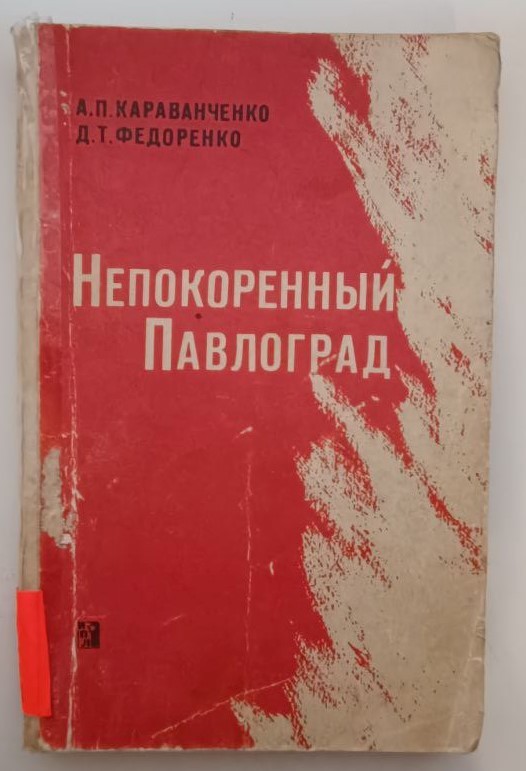 А.П.КАРАВАНЧЕНКО
Д.Т.ФЕДОРЕНКО
НЕПОКОРЕННЫЙ
ПАВЛОГРАД